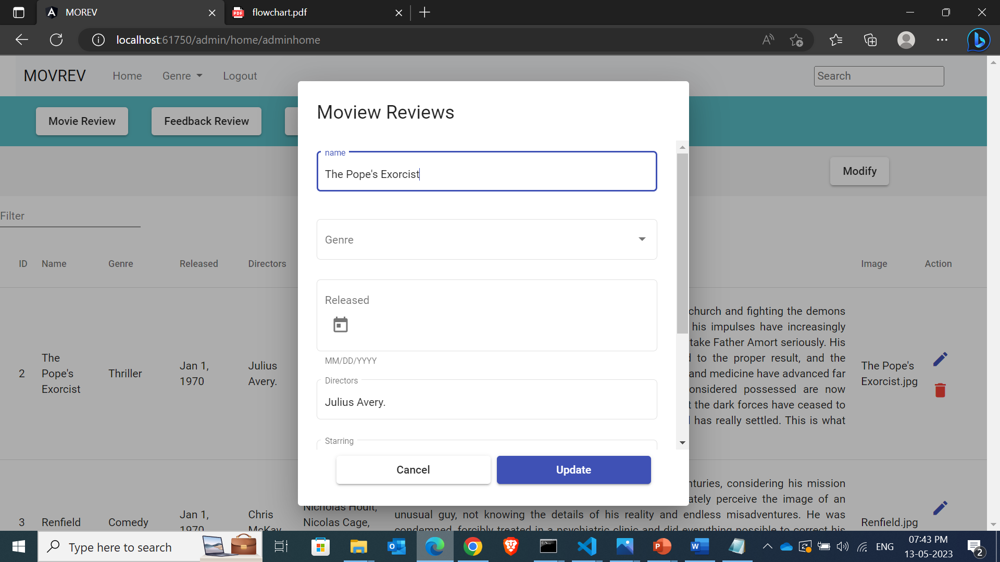 MOREV
flowchart.pdf
localhost:61750/admin/home/adminhome
MOVREV Home Genre Logout Search
Movie Review Feedback Review
Modify
Filter
ID Name Genre Released Directors Image Action
2 The Pope's Exorcist Thriller Jan 1, 1970 Julius Avery.
church and fighting the demons
his impulses have increasingly
take Father Amort seriously. His
to the proper result, and the
and medicine have advanced far
onsidered possessed are now
the dark forces have ceased to
has really settled. This is what
The Pope's Exorcist.jpg
3 Renfield Comedy Jan 1, 1970 Chris McKay Nicholas Hoult, Nicolas Cage,
nturies, considering his mission
ately perceive the image of an
unusual guy, not knowing the details of his reality and endless misadventures. He was
condemned, forcibly treated in a psychiatric clinic and did everything possible to correct his
Renfield.jpg
Moview Reviews
name
The Pope's Exorcist
Genre
Released
MM/DD/YYYY
Directors
Julius Avery.
Starring
Cancel Update
Type here to search
ENG
07:43 PM
13-05-2023
2